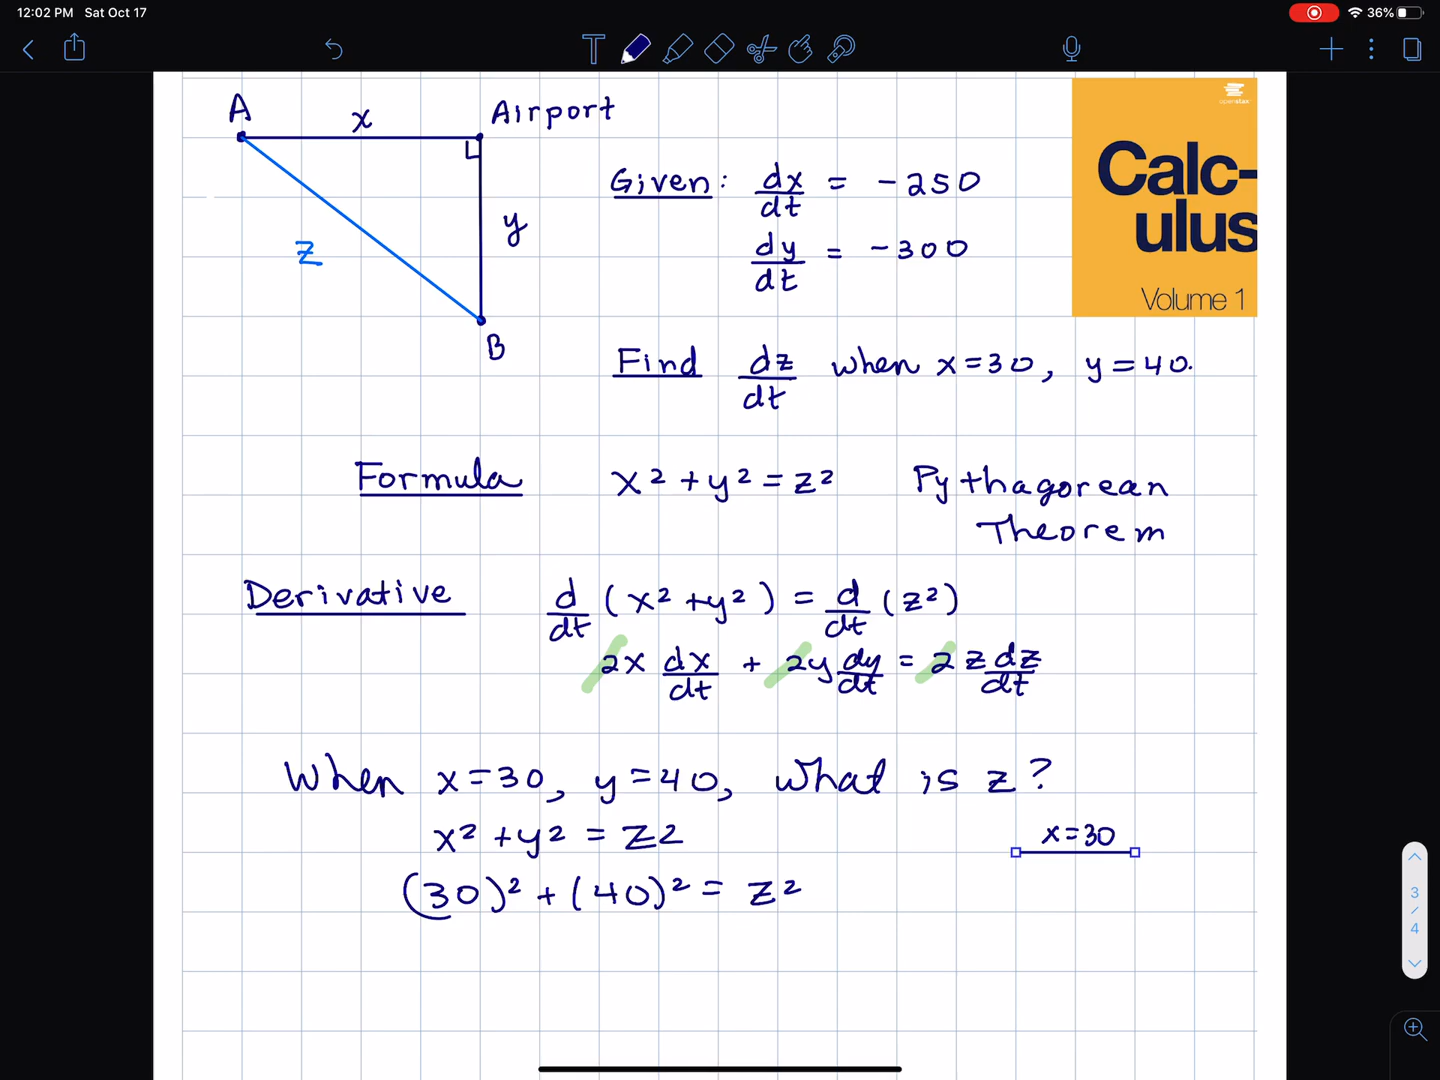 12:02 PM Sat Oct 17
36%
A
x
Airport
openstax
Calc-
ulus
Volume 1
Given: dx/dt = -250
y
dy/dt = -300
z
B
Find dz/dt when x=30, y=40.
Formula x² + y² = z² Pythagorean
Theorem
Derivative d/dt (x² + y²) = d/dt (z²)
2x dx/dt + 2y dy/dt = 2z dz/dt
When x=30, y=40, what is z?
x² + y² = z²
x=30
(30)² + (40)² = z²
3
/
4